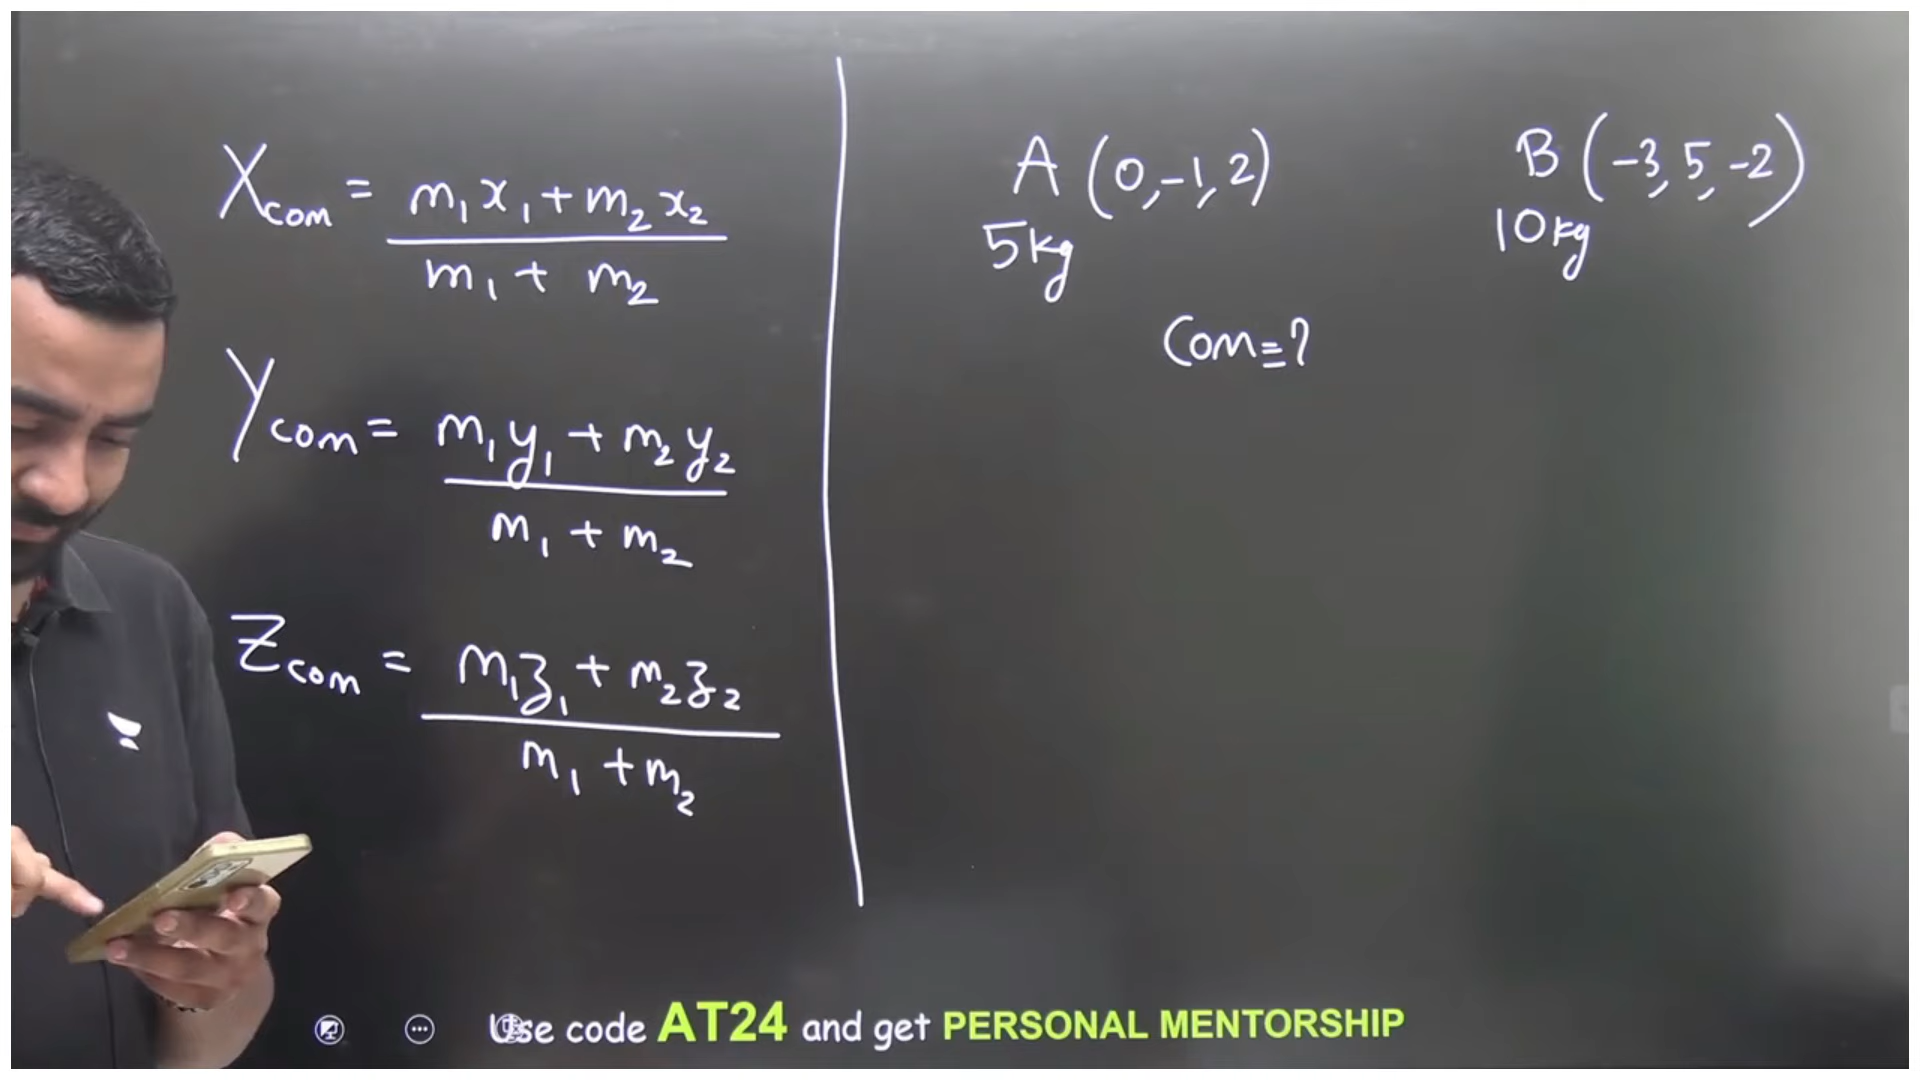 Xcom = m₁x₁ + m₂x₂
m₁ + m₂
Ycom = m₁y₁ + m₂y₂
m₁ + m₂
Zcom = m₁z₁ + m₂z₂
m₁ + m₂
A (0,-1,2)
5kg
B (-3,5,-2)
10kg
Com = ?
Use code AT24 and get PERSONAL MENTORSHIP